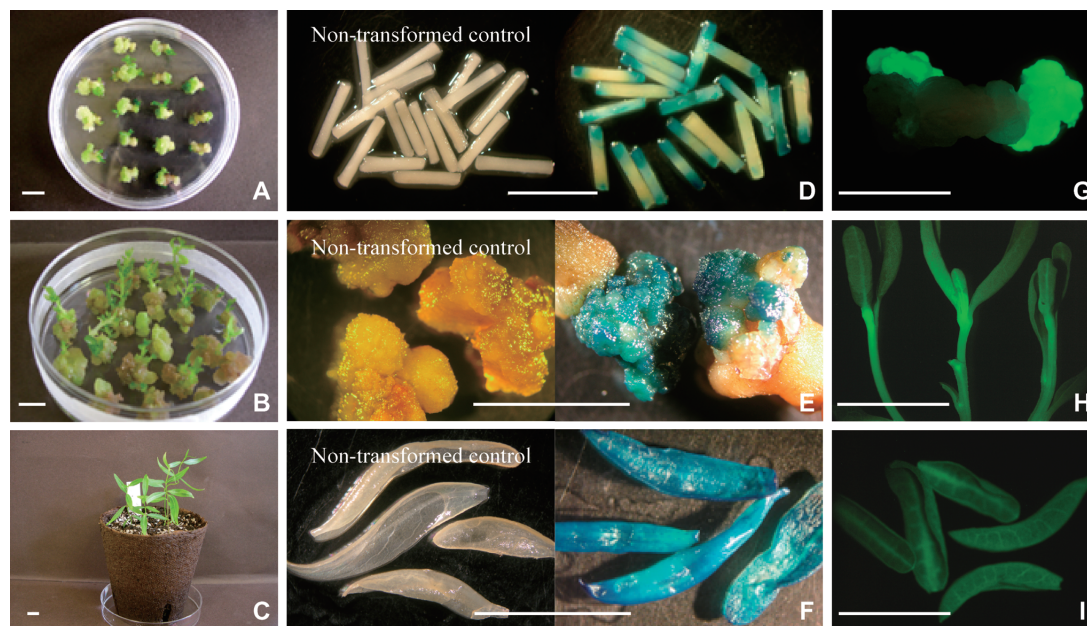 A
Non-transformed control
D
G
B
Non-transformed control
E
H
C
Non-transformed control
F
I